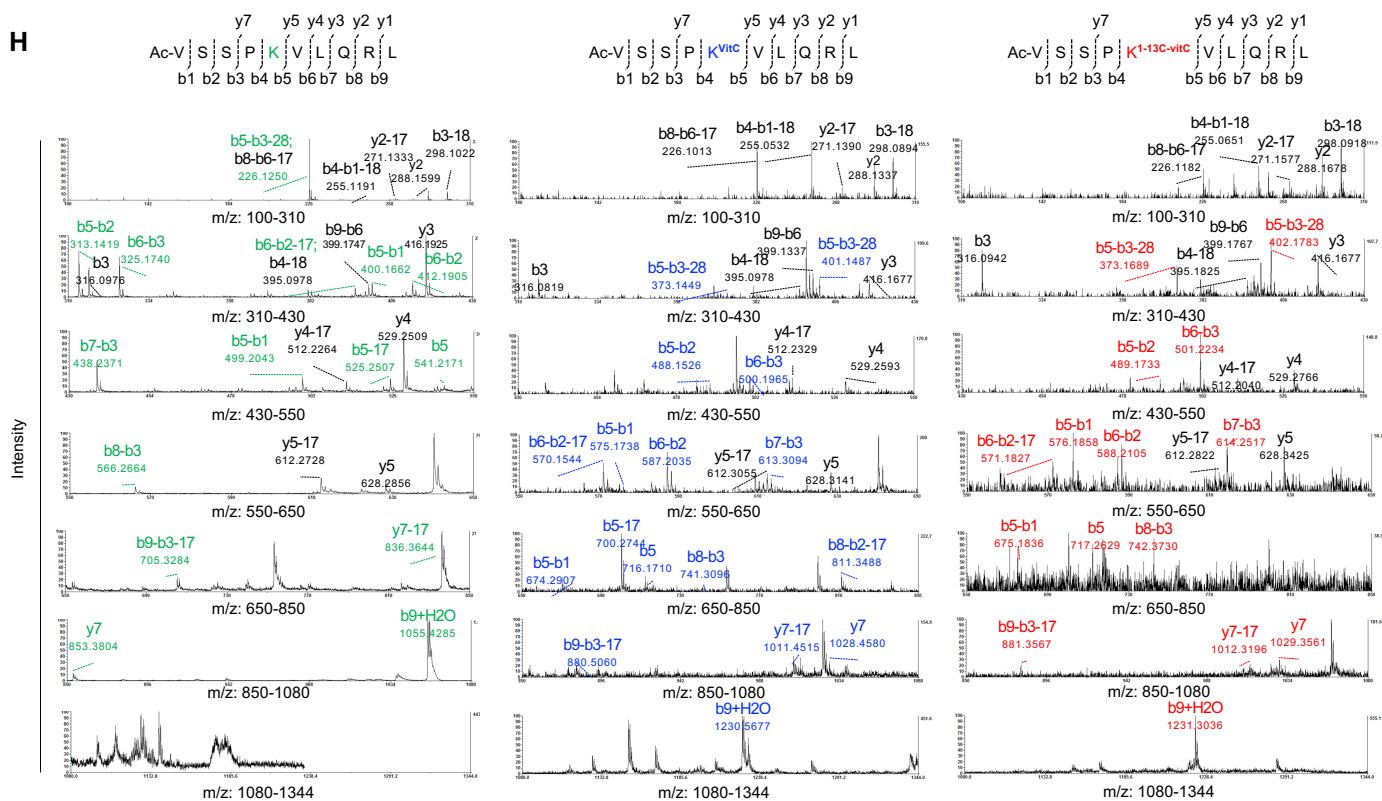 H
y7 y5 y4 y3 y2 y1
Ac-V S S P K V L Q R L
b1 b2 b3 b4 b5 b6 b7 b8 b9
y7 y5 y4 y3 y2 y1
Ac-V S S P K^VitC V L Q R L
b1 b2 b3 b4 b5 b6 b7 b8 b9
y7 y5 y4 y3 y2 y1
Ac-V S S P K^1-13C-vitC V L Q R L
b1 b2 b3 b4 b5 b6 b7 b8 b9
Intensity
b5-b3-28;
b8-b6-17
226.1250
b4-b1-18
255.1191
y2-17
271.1333
y2
288.1599
b3-18
298.1022
m/z: 100-310
b5-b2
313.1419
b3
316.0976
b6-b3
325.1740
b6-b2-17;
b4-18
395.0978
b9-b6
399.1747
b5-b1
400.1662
y3
416.1925
b6-b2
412.1905
m/z: 310-430
b7-b3
438.2371
b5-b1
499.2043
y4-17
512.2264
b5-17
525.2507
y4
529.2509
b5
541.2171
m/z: 430-550
b8-b3
566.2664
y5-17
612.2728
y5
628.2856
m/z: 550-650
b9-b3-17
705.3284
y7-17
836.3644
m/z: 650-850
y7
853.3804
b9+H2O
1055.4285
m/z: 850-1080
m/z: 1080-1344
b8-b6-17
226.1013
b4-b1-18
255.0532
y2-17
271.1390
y2
288.1337
b3-18
298.0894
m/z: 100-310
b3
316.0819
b5-b3-28
373.1449
b4-18
395.0978
b9-b6
399.1337
b5-b3-28
401.1487
y3
416.1677
m/z: 310-430
b5-b2
488.1526
b6-b3
500.1965
y4-17
512.2329
y4
529.2593
m/z: 430-550
b6-b2-17
570.1544
b5-b1
575.1738
b6-b2
587.2035
y5-17
612.3055
b7-b3
613.3094
y5
628.3141
m/z: 550-650
b5-b1
674.2907
b5-17
700.2744
b5
716.1710
b8-b3
741.3096
b8-b2-17
811.3488
m/z: 650-850
b9-b3-17
880.5060
y7-17
1011.4515
y7
1028.4580
m/z: 850-1080
b9+H2O
1230.5677
m/z: 1080-1344
b8-b6-17
226.1182
b4-b1-18
255.0651
y2-17
271.1577
y2
288.1678
b3-18
298.0918
m/z: 100-310
b3
316.0942
b5-b3-28
373.1689
b4-18
395.1825
b9-b6
399.1767
b5-b3-28
402.1783
y3
416.1677
m/z: 310-430
b5-b2
489.1733
b6-b3
501.2234
y4-17
512.2040
y4
529.2766
m/z: 430-550
b6-b2-17
571.1827
b5-b1
576.1858
b6-b2
588.2105
y5-17
612.2822
b7-b3
614.2517
y5
628.3425
m/z: 550-650
b5-b1
675.1836
b5
717.2629
b8-b3
742.3730
m/z: 650-850
b9-b3-17
881.3567
y7-17
1012.3196
y7
1029.3561
m/z: 850-1080
b9+H2O
1231.3036
m/z: 1080-1344